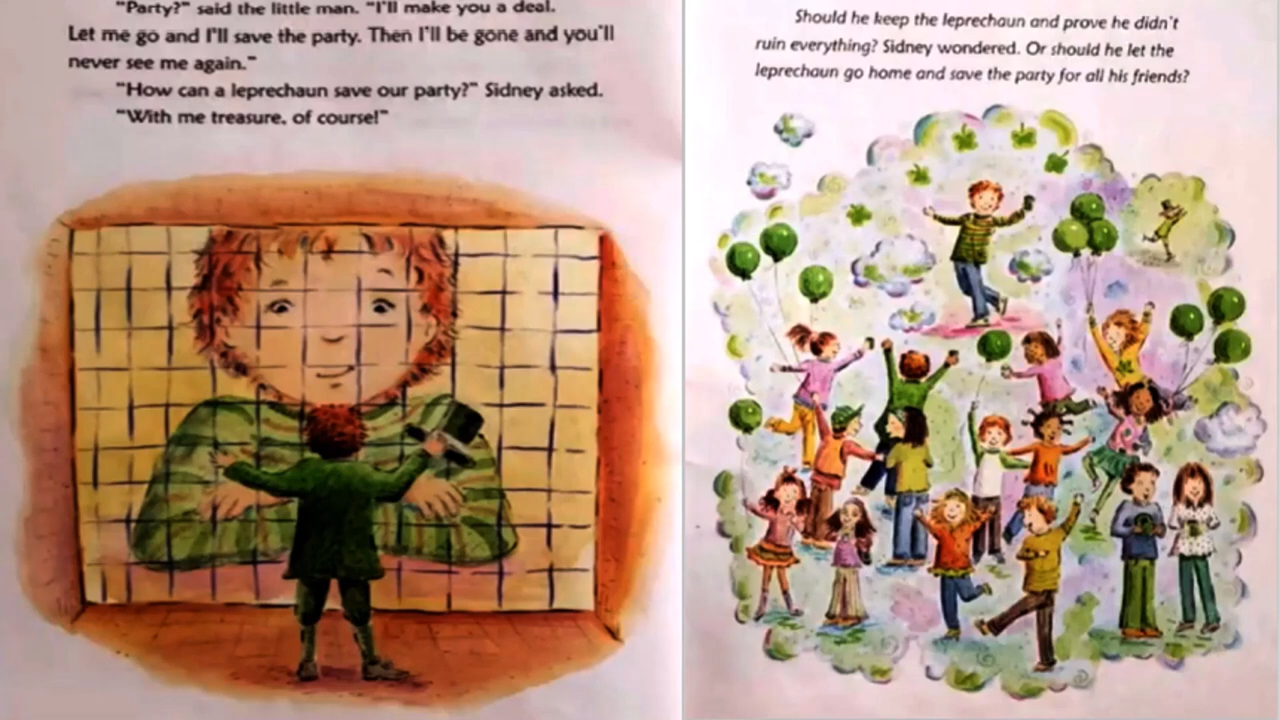 "Party?" said the little man. "I'll make you a deal.
Let me go and I'll save the party. Then I'll be gone and you'll
never see me again."
"How can a leprechaun save our party?" Sidney asked.
"With me treasure, of course!"
Should he keep the leprechaun and prove he didn't
ruin everything? Sidney wondered. Or should he let the
leprechaun go home and save the party for all his friends?